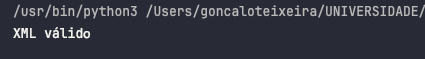 /usr/bin/python3 /Users/goncaloteixeira/UNIVERSIDADE/
XML válido